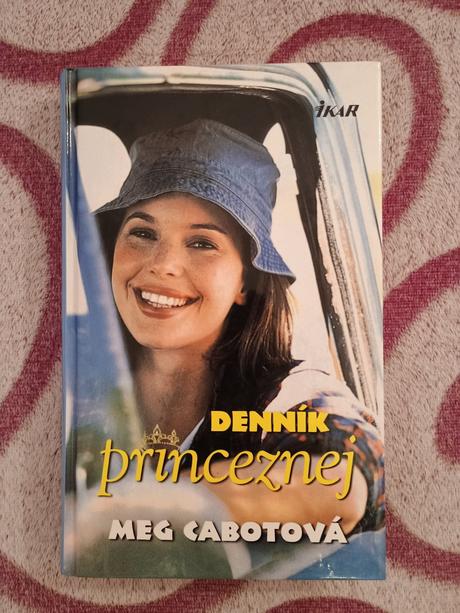 IKAR
DENNÍK
princeznej
MEG CABOTOVÁ